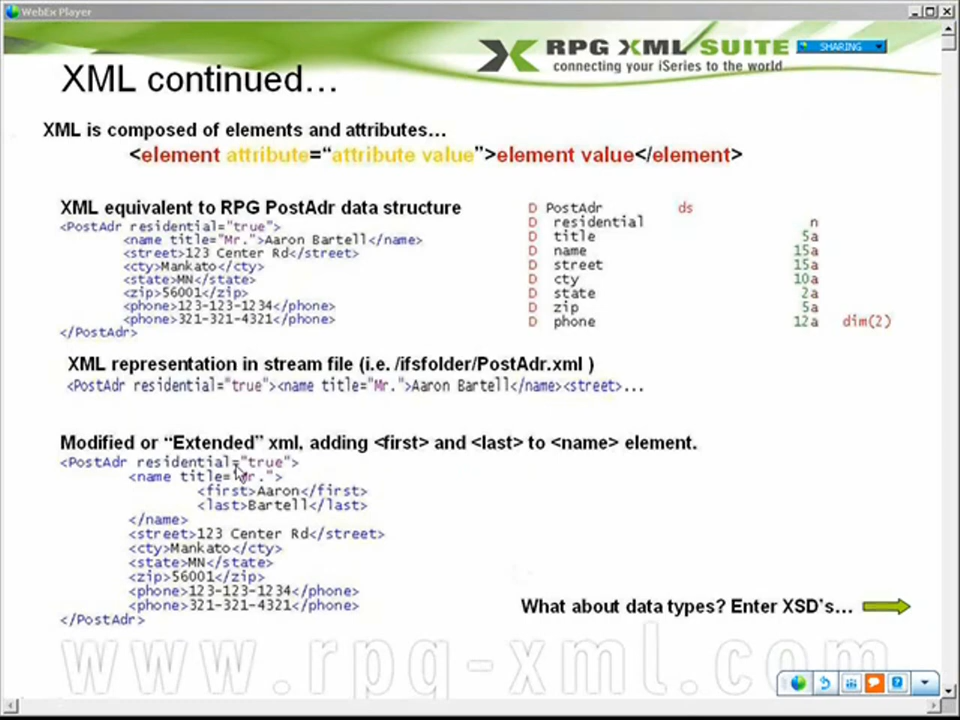 WebEx Player
RPG XML SUITE
SHARING
connecting your iSeries to the world
XML continued…
XML is composed of elements and attributes…
<element attribute=“attribute value”>element value</element>
XML equivalent to RPG PostAdr data structure
<PostAdr residential="true">
<name title="Mr.">Aaron Bartell</name>
<street>123 Center Rd</street>
<cty>Mankato</cty>
<state>MN</state>
<zip>56001</zip>
<phone>123-123-1234</phone>
<phone>321-321-4321</phone>
</PostAdr>
D PostAdr ds
D residential n
D title 5a
D name 15a
D street 15a
D cty 10a
D state 2a
D zip 5a
D phone 12a dim(2)
XML representation in stream file (i.e. /ifsfolder/PostAdr.xml )
<PostAdr residential="true"><name title="Mr.">Aaron Bartell</name><street>...
Modified or “Extended” xml, adding <first> and <last> to <name> element.
<PostAdr residential="true">
<name title="Mr.">
<first>Aaron</first>
<last>Bartell</last>
</name>
<street>123 Center Rd</street>
<cty>Mankato</cty>
<state>MN</state>
<zip>56001</zip>
<phone>123-123-1234</phone>
<phone>321-321-4321</phone>
</PostAdr>
What about data types? Enter XSD’s…
www.rpg-xml.com